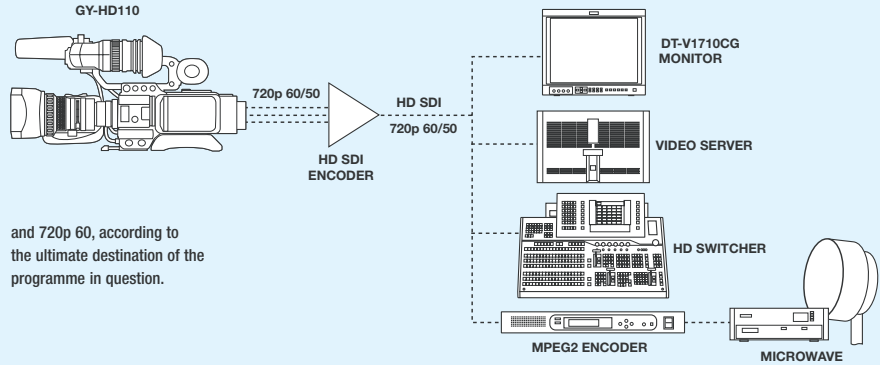 GY-HD110
720p 60/50
HD SDI
ENCODER
HD SDI
720p 60/50
DT-V1710CG
MONITOR
VIDEO SERVER
HD SWITCHER
MPEG2 ENCODER
MICROWAVE
and 720p 60, according to
the ultimate destination of the
programme in question.